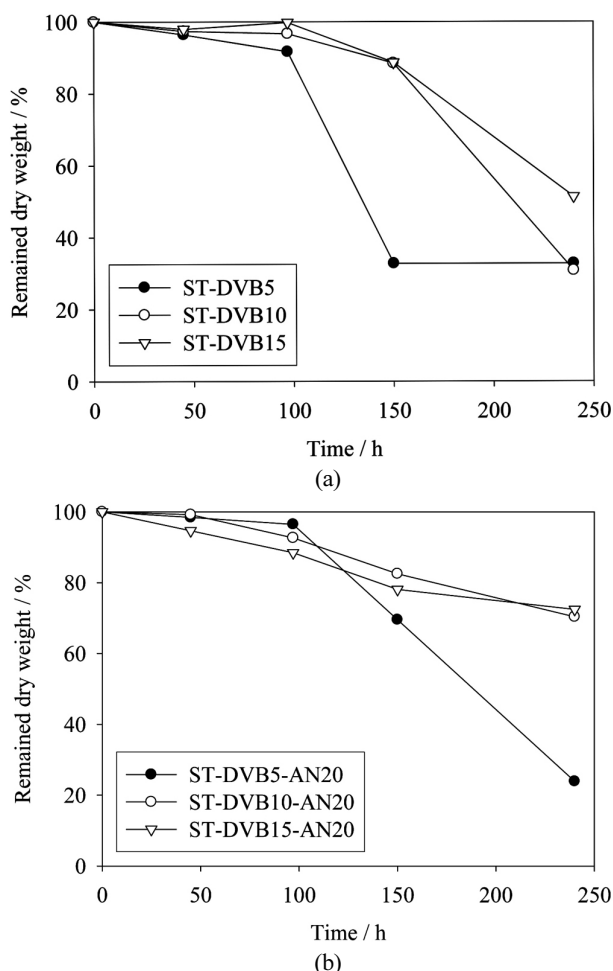 Remained dry weight / %
100
80
60
40
20
0
ST-DVB5
ST-DVB10
ST-DVB15
0 50 100 150 200 250
Time / h
(a)
Remained dry weight / %
100
80
60
40
20
0
ST-DVB5-AN20
ST-DVB10-AN20
ST-DVB15-AN20
0 50 100 150 200 250
Time / h
(b)